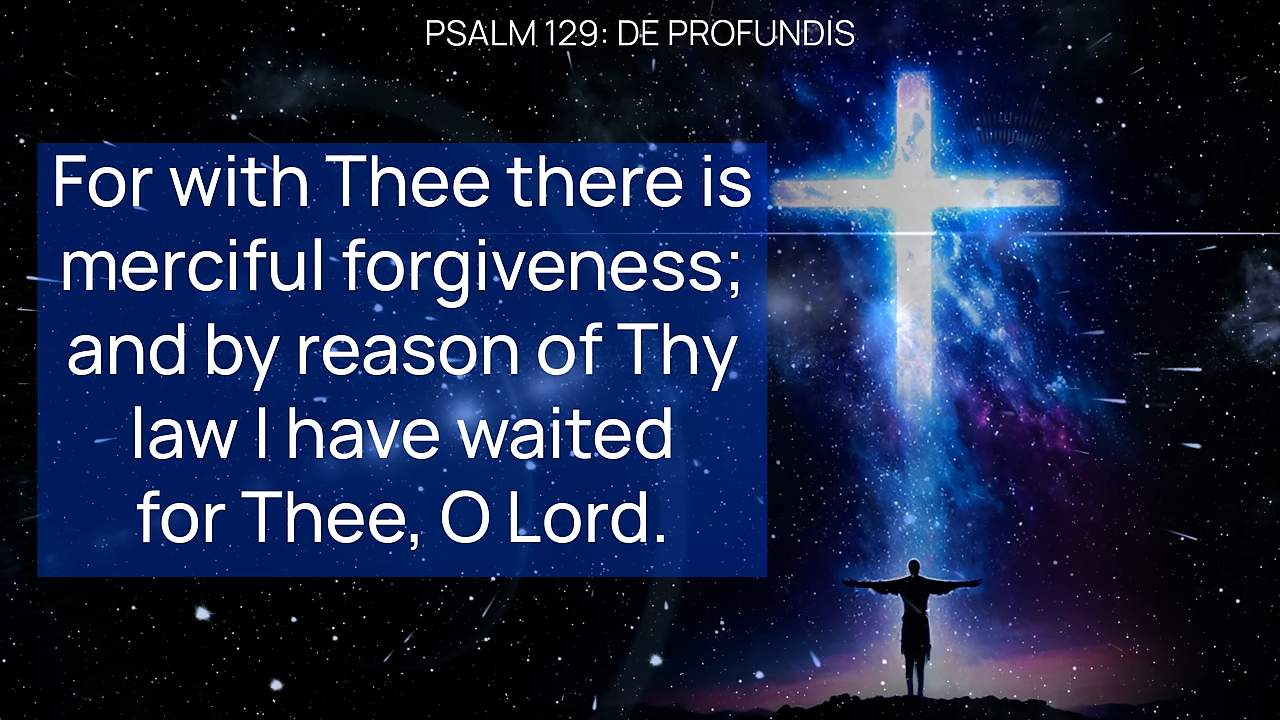 PSALM 129: DE PROFUNDIS
For with Thee there is
merciful forgiveness;
and by reason of Thy
law I have waited
for Thee, O Lord.